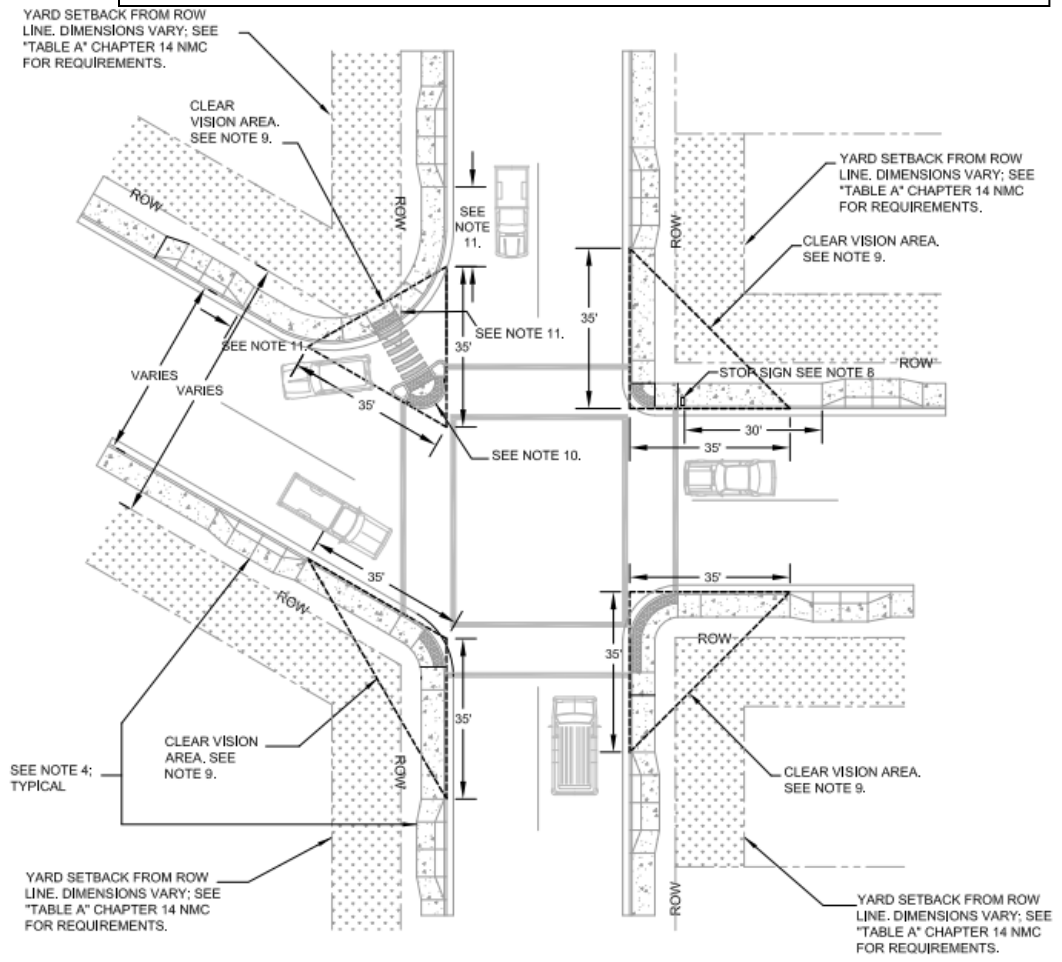 YARD SETBACK FROM ROW
LINE. DIMENSIONS VARY; SEE
"TABLE A" CHAPTER 14 NMC
FOR REQUIREMENTS.
CLEAR
VISION AREA.
SEE NOTE 9.
ROW
ROW
SEE
NOTE
11.
ROW
YARD SETBACK FROM ROW
LINE. DIMENSIONS VARY; SEE
"TABLE A" CHAPTER 14 NMC
FOR REQUIREMENTS.
CLEAR VISION AREA.
SEE NOTE 9.
35'
SEE NOTE 11.
35'
SEE NOTE 11.
ROW
STOP SIGN SEE NOTE 8
VARIES
VARIES
35'
30'
35'
SEE NOTE 10.
35'
35'
ROW
35'
ROW
35'
CLEAR VISION
AREA. SEE
NOTE 9.
ROW
SEE NOTE 4;
TYPICAL
CLEAR VISION AREA.
SEE NOTE 9.
YARD SETBACK FROM ROW
LINE. DIMENSIONS VARY; SEE
"TABLE A" CHAPTER 14 NMC
FOR REQUIREMENTS.
ROW
YARD SETBACK FROM ROW
LINE. DIMENSIONS VARY; SEE
"TABLE A" CHAPTER 14 NMC
FOR REQUIREMENTS.